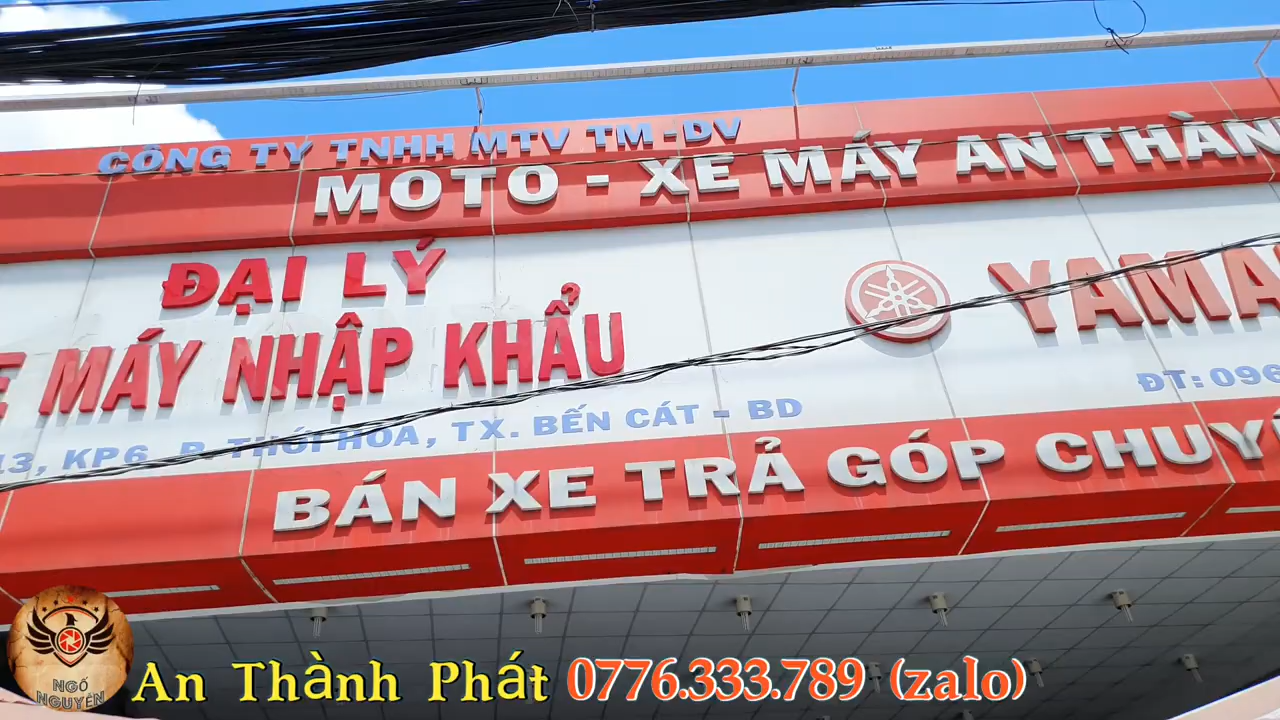 CÔNG TY TNHH MTV TM-DV
MOTO - XE MÁY AN THÀN
ĐẠI LÝ
E MÁY NHẬP KHẨU
YAMA
ĐT: 096
13, KP6, P. THỚI HÒA, TX. BẾN CÁT - BD
BÁN XE TRẢ GÓP CHUY
NGỐ
NGUYÊN
An Thành Phát 0776.333.789 (zalo)